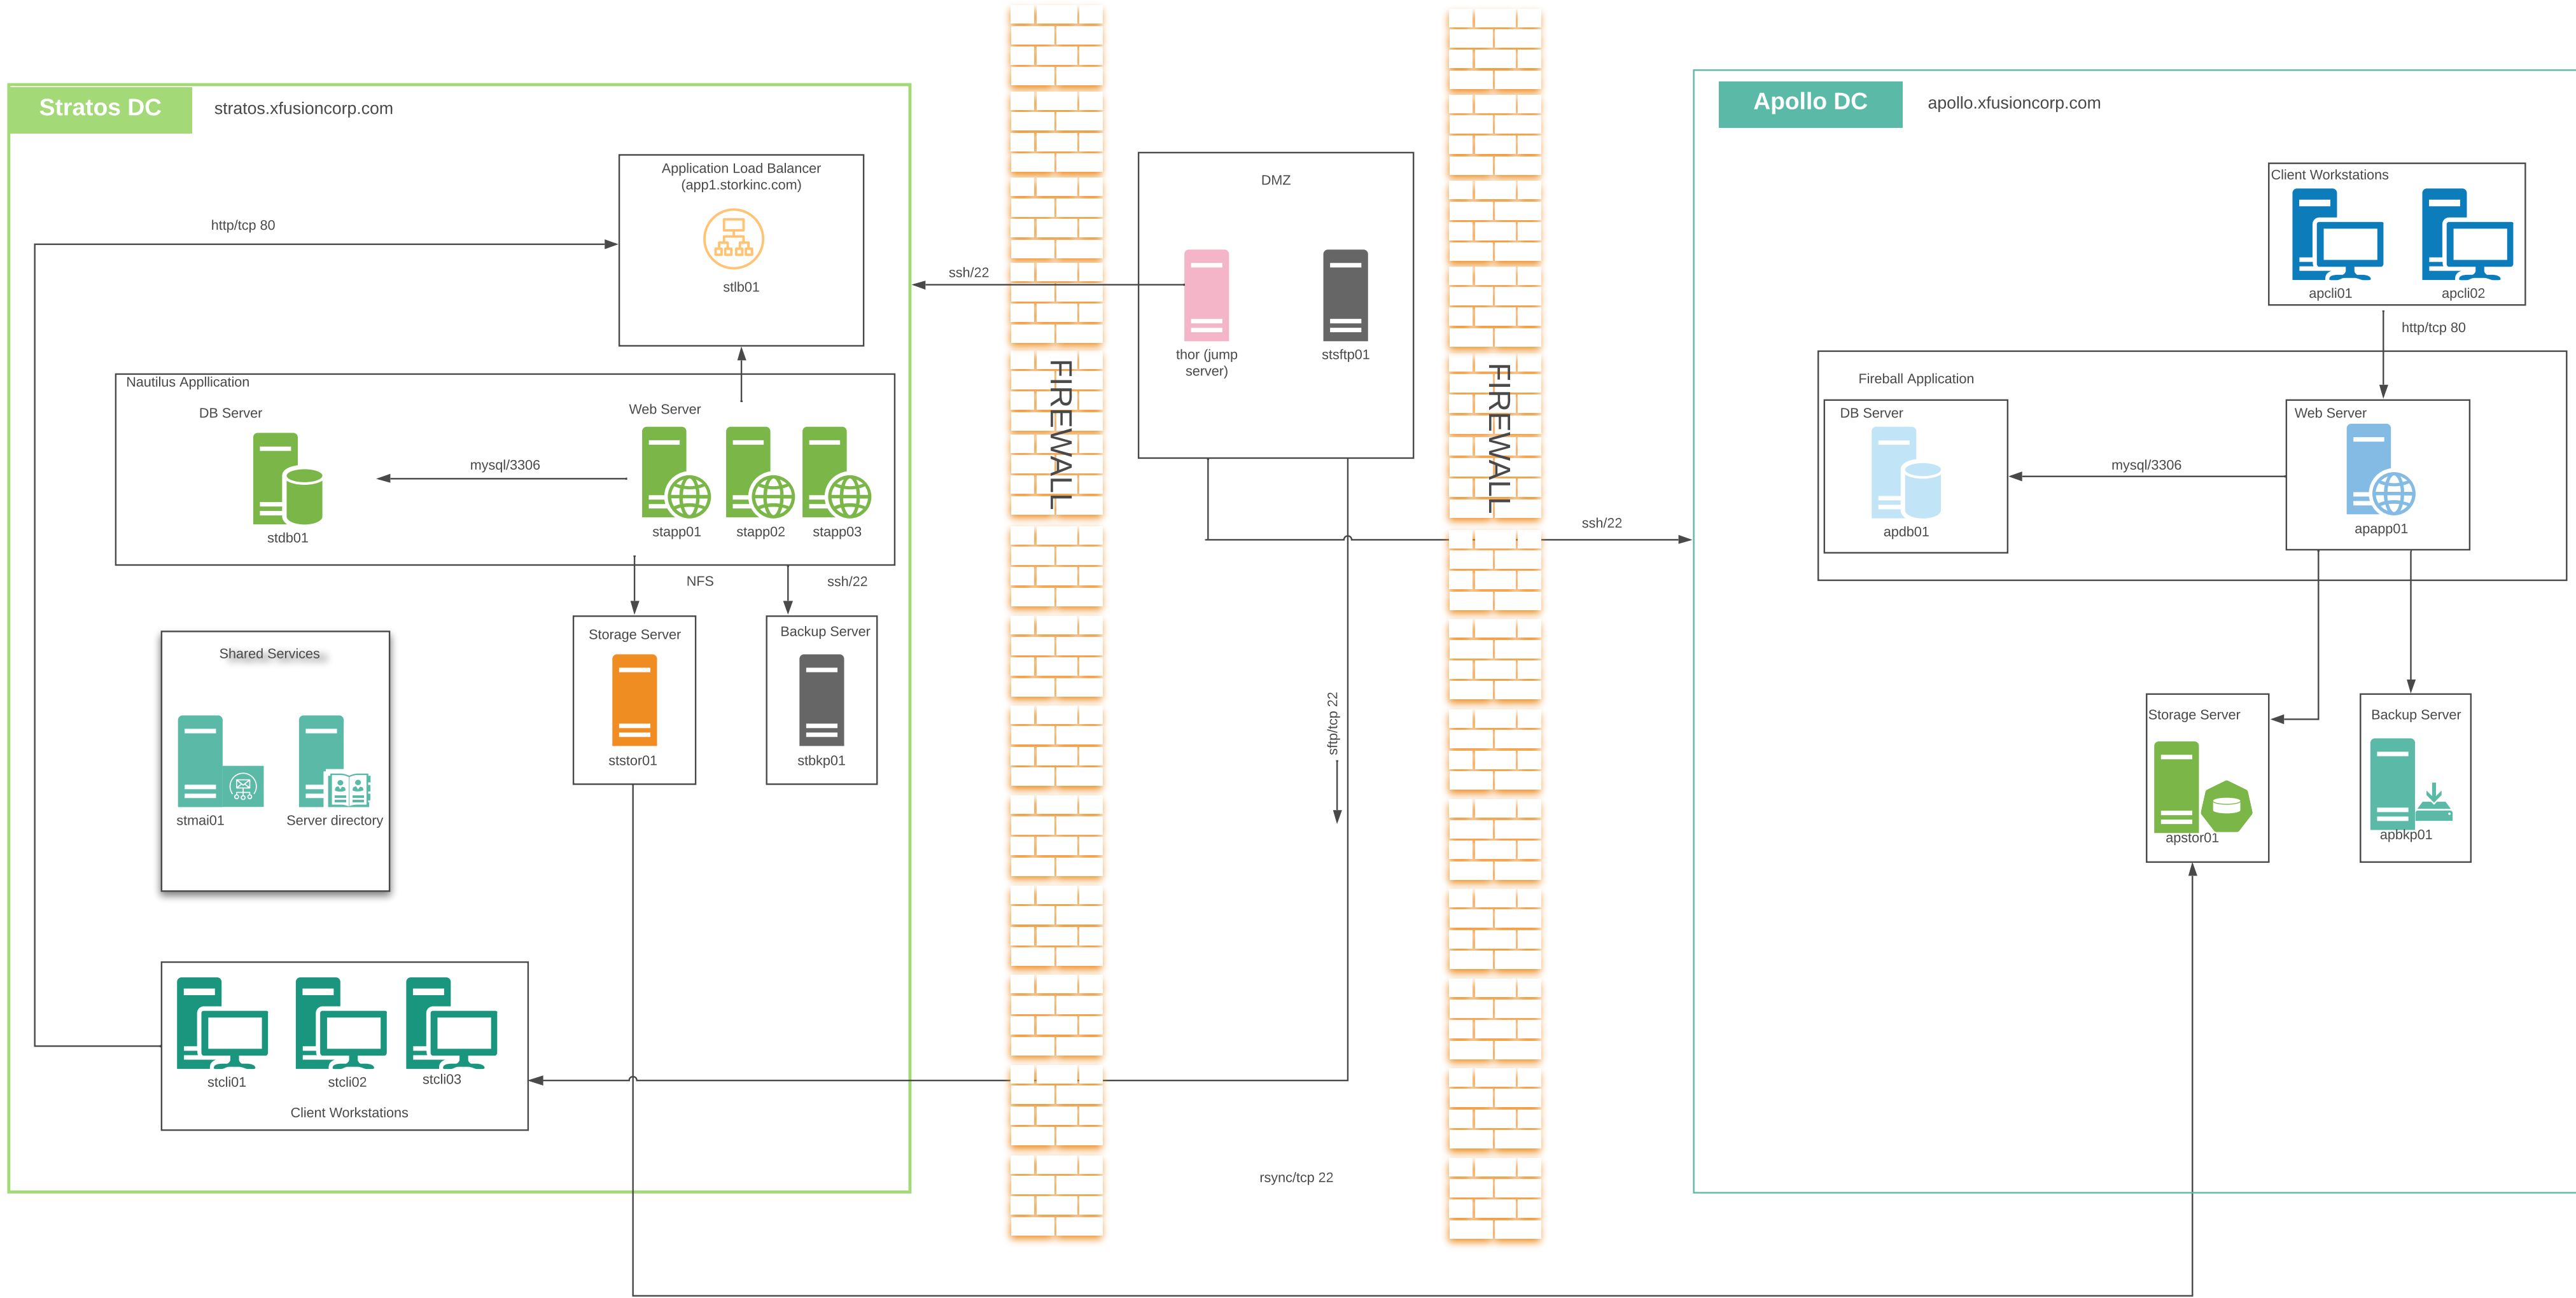 Stratos DC
stratos.xfusioncorp.com
Application Load Balancer
(app1.storkinc.com)
stlb01
http/tcp 80
Nautilus Appllication
DB Server
stdb01
mysql/3306
Web Server
stapp01
stapp02
stapp03
NFS
ssh/22
Storage Server
ststor01
Backup Server
stbkp01
Shared Services
stmai01
Server directory
stcli01
stcli02
stcli03
Client Workstations
ssh/22
FIREWALL
DMZ
thor (jump
server)
stsftp01
sftp/tcp 22
rsync/tcp 22
FIREWALL
ssh/22
Apollo DC
apollo.xfusioncorp.com
Client Workstations
apcli01
apcli02
http/tcp 80
Fireball Application
DB Server
apdb01
mysql/3306
Web Server
apapp01
Storage Server
apstor01
Backup Server
apbkp01